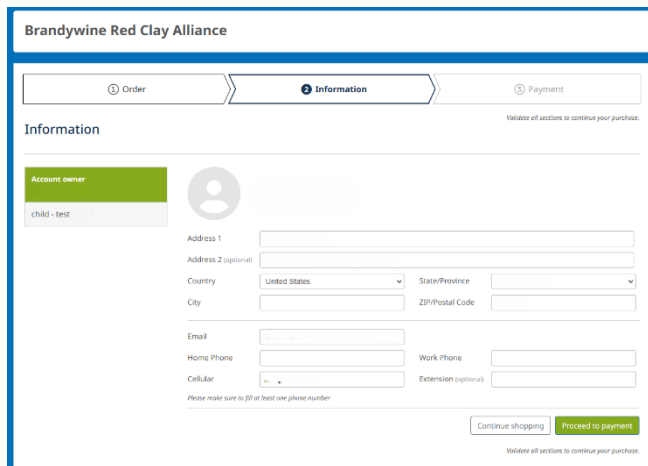 Brandywine Red Clay Alliance
1 Order
2 Information
3 Payment
Validate all sections to continue your purchase.
Information
Account owner
child - test
Address 1
Address 2 (optional)
Country United States State/Province
City ZIP/Postal Code
Email
Home Phone Work Phone
Cellular Extension (optional)
Please make sure to fill at least one phone number
Continue shopping Proceed to payment
Validate all sections to continue your purchase.